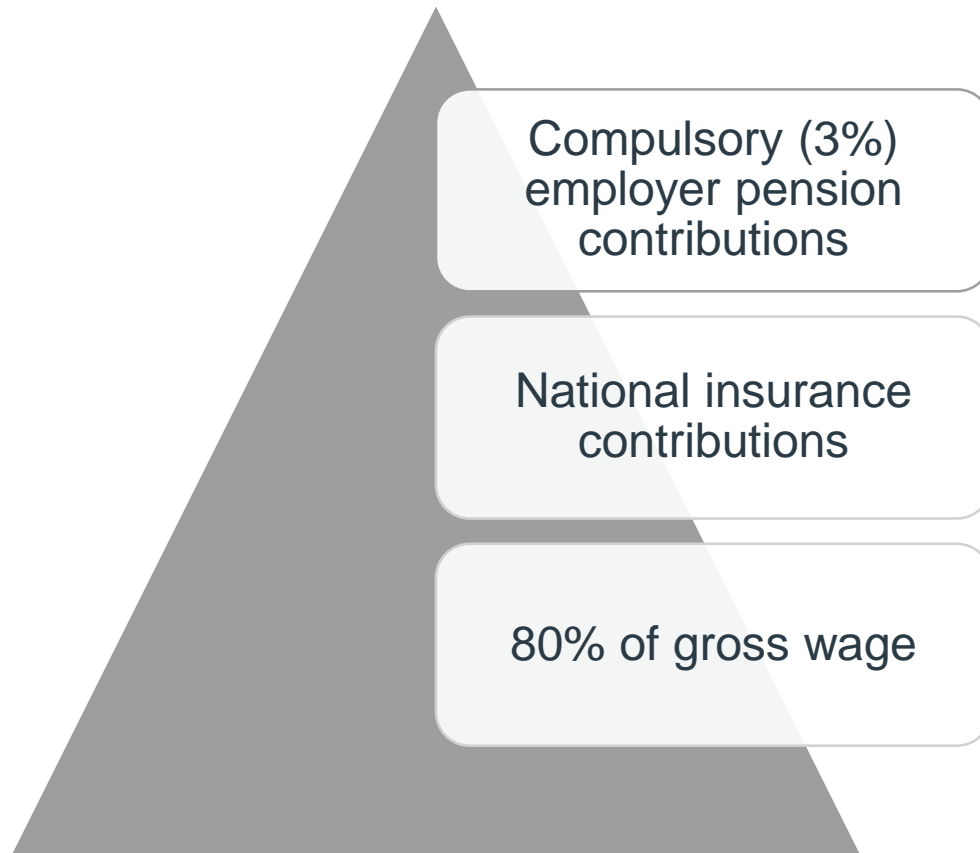 Compulsory (3%)
employer pension
contributions
National insurance
contributions
80% of gross wage